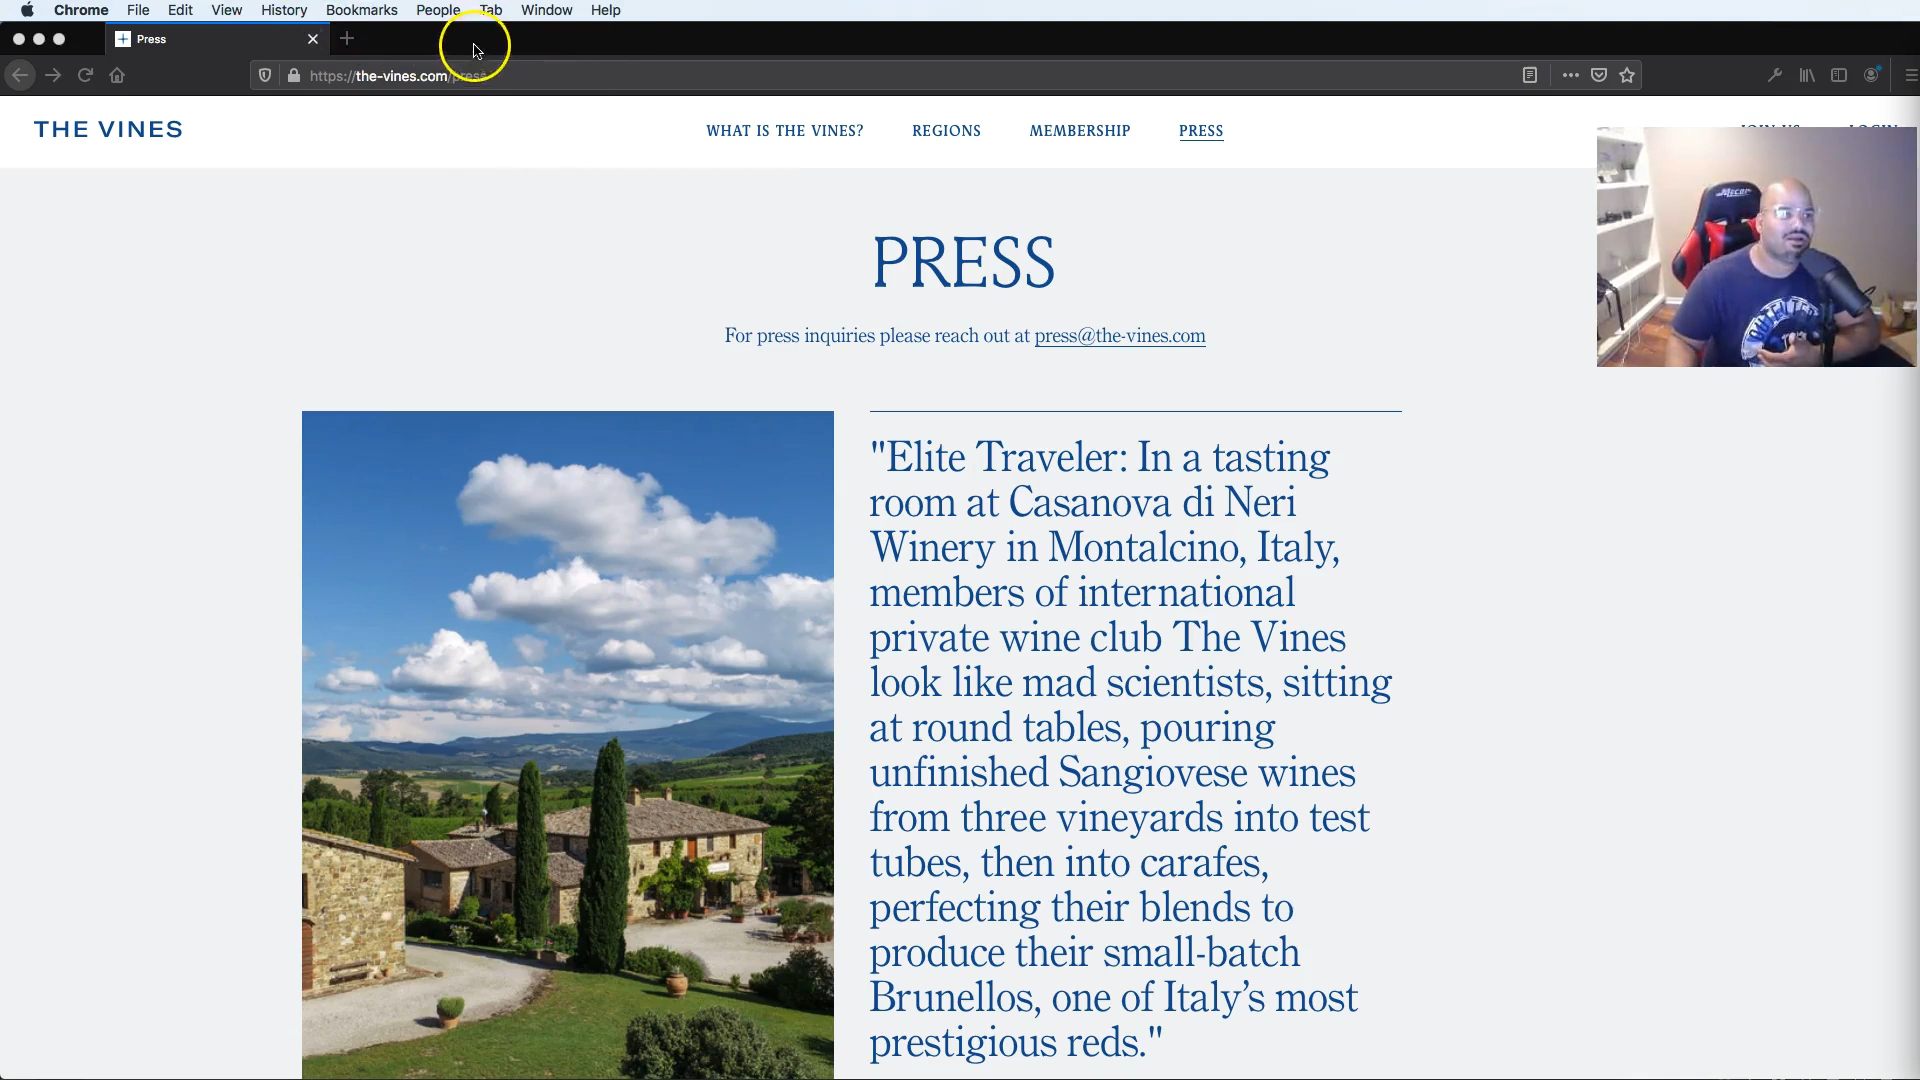 Chrome File Edit View History Bookmarks People Tab Window Help
Press
https://the-vines.com/press
THE VINES
WHAT IS THE VINES? REGIONS MEMBERSHIP PRESS JOIN US LOGIN
PRESS
For press inquiries please reach out at press@the-vines.com
"Elite Traveler: In a tasting
room at Casanova di Neri
Winery in Montalcino, Italy,
members of international
private wine club The Vines
look like mad scientists, sitting
at round tables, pouring
unfinished Sangiovese wines
from three vineyards into test
tubes, then into carafes,
perfecting their blends to
produce their small-batch
Brunellos, one of Italy's most
prestigious reds."